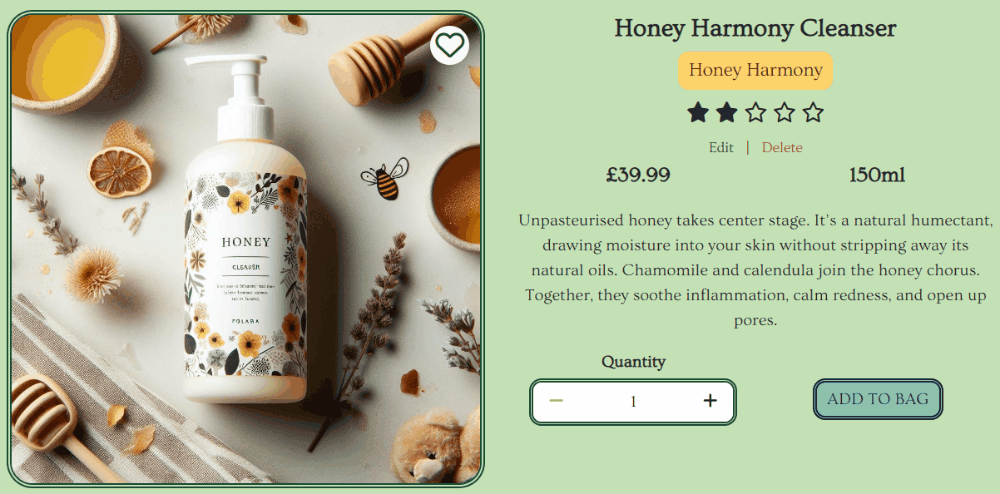 Honey Harmony Cleanser
Honey Harmony
Edit | Delete
£39.99 150ml
Unpasteurised honey takes center stage. It's a natural humectant,
drawing moisture into your skin without stripping away its
natural oils. Chamomile and calendula join the honey chorus.
Together, they soothe inflammation, calm redness, and open up
pores.
Quantity
1
ADD TO BAG
HONEY
CLEANSER